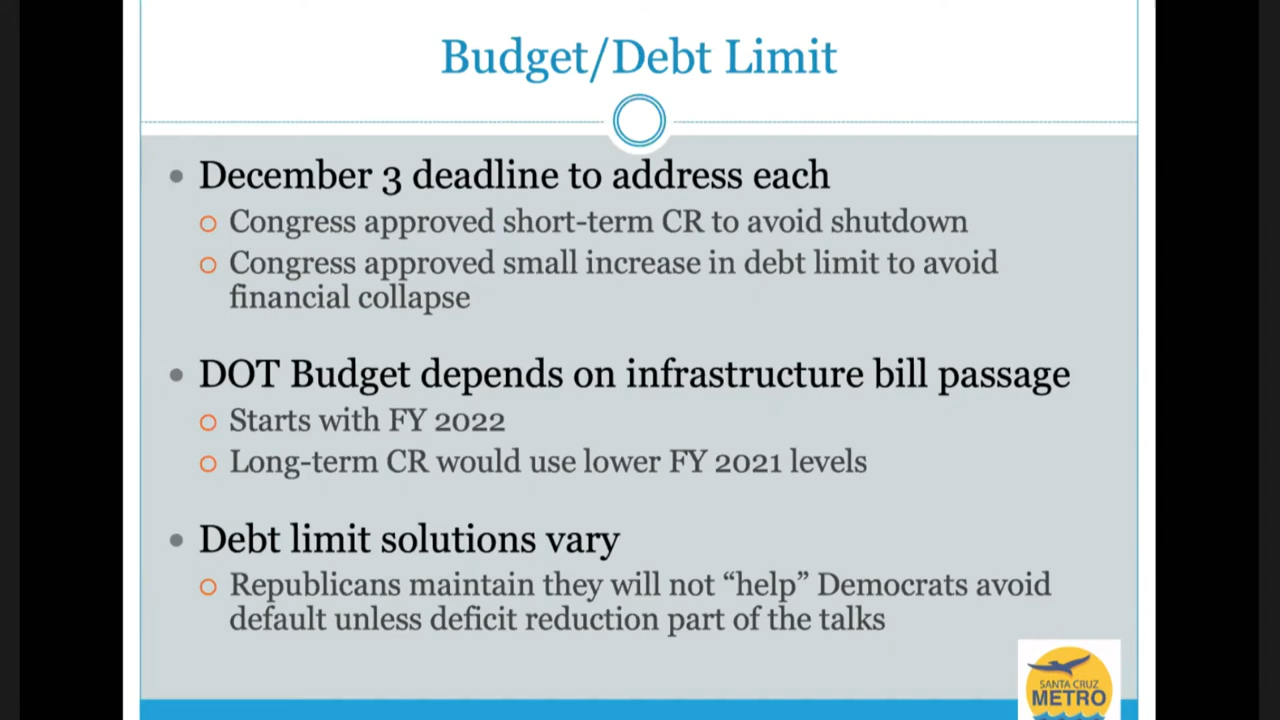 Budget/Debt Limit
December 3 deadline to address each
Congress approved short-term CR to avoid shutdown
Congress approved small increase in debt limit to avoid
financial collapse
DOT Budget depends on infrastructure bill passage
Starts with FY 2022
Long-term CR would use lower FY 2021 levels
Debt limit solutions vary
Republicans maintain they will not “help” Democrats avoid
default unless deficit reduction part of the talks
SANTA CRUZ
METRO